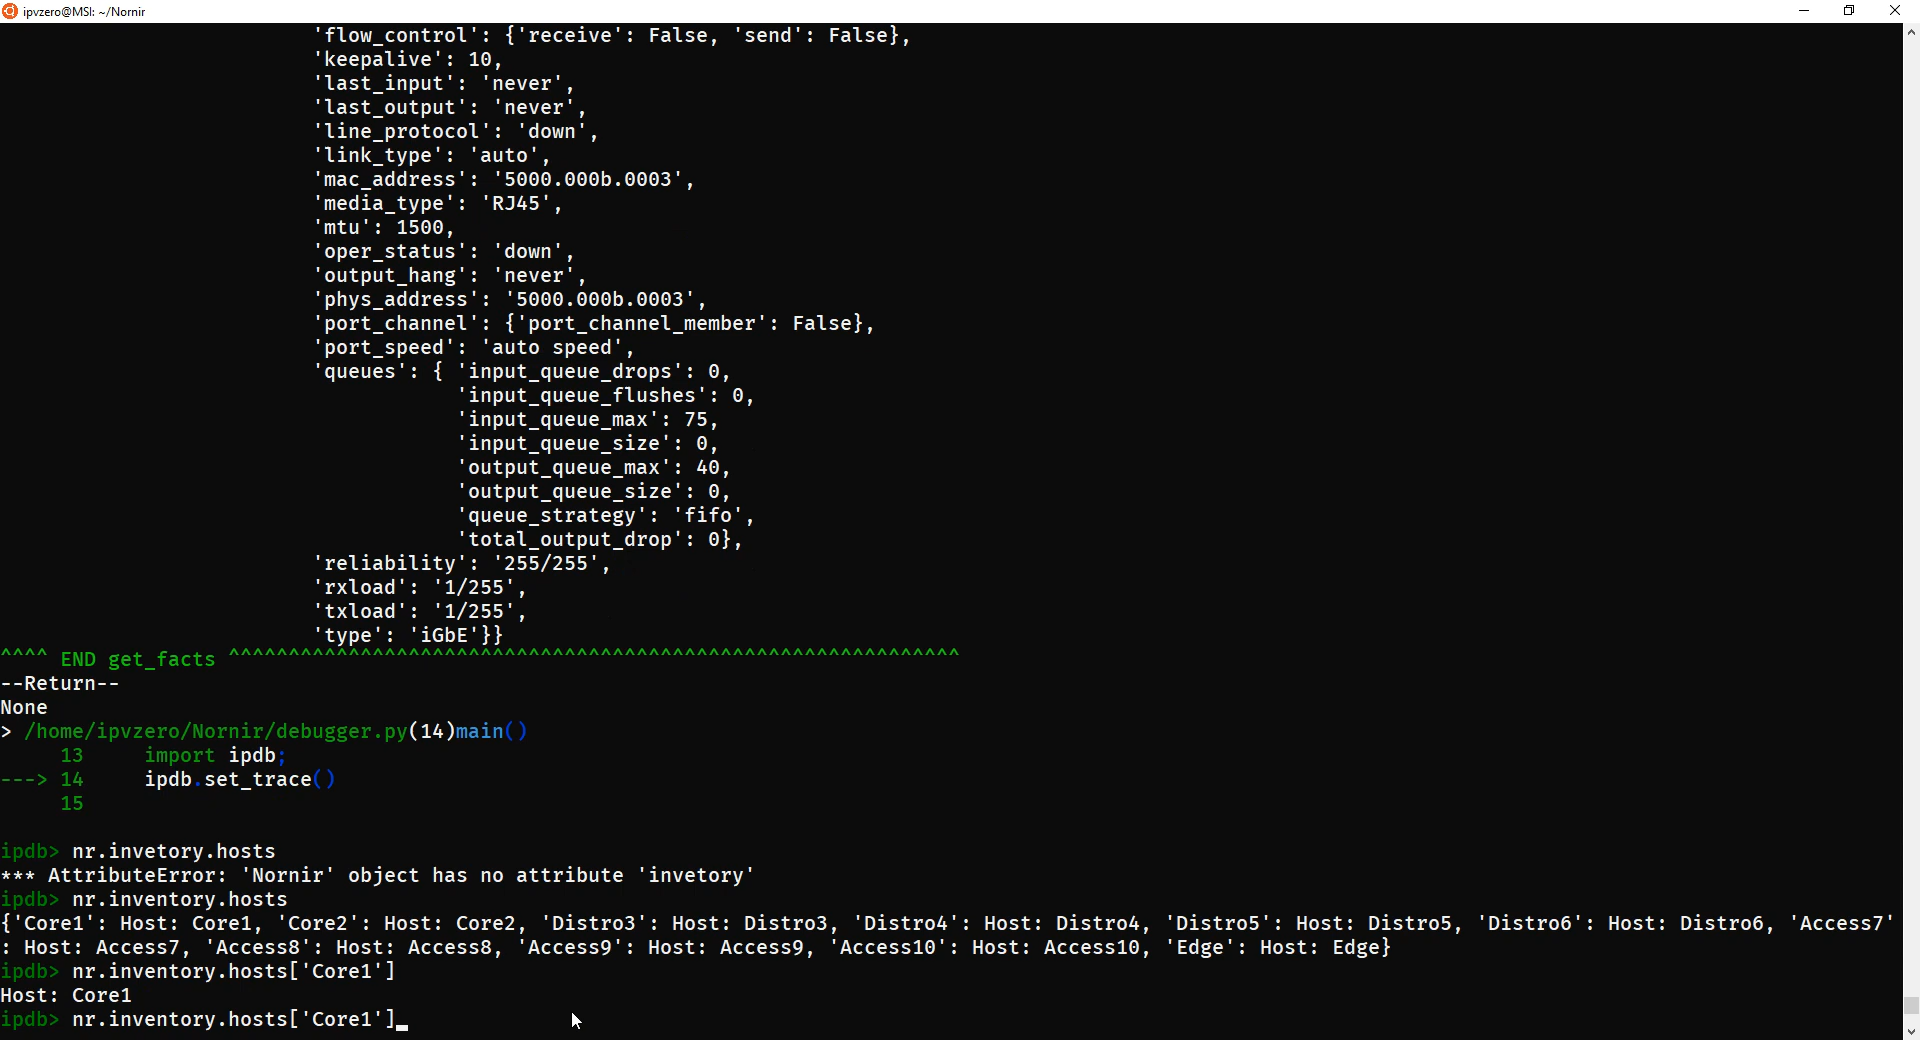 ipvzero@MSI: ~/Nornir
'flow_control': {'receive': False, 'send': False},
'keepalive': 10,
'last_input': 'never',
'last_output': 'never',
'line_protocol': 'down',
'link_type': 'auto',
'mac_address': '5000.000b.0003',
'media_type': 'RJ45',
'mtu': 1500,
'oper_status': 'down',
'output_hang': 'never',
'phys_address': '5000.000b.0003',
'port_channel': {'port_channel_member': False},
'port_speed': 'auto speed',
'queues': { 'input_queue_drops': 0,
'input_queue_flushes': 0,
'input_queue_max': 75,
'input_queue_size': 0,
'output_queue_max': 40,
'output_queue_size': 0,
'queue_strategy': 'fifo',
'total_output_drop': 0},
'reliability': '255/255',
'rxload': '1/255',
'txload': '1/255',
'type': 'iGbE'}}
^^^^ END get_facts ^^^^^^^^^^^^^^^^^^^^^^^^^^^^^^^^^^^^^^^^^^^^^^^^^^^^^^^^^^^^^
--Return--
None
> /home/ipvzero/Nornir/debugger.py(14)main()
13     import ipdb;
---> 14     ipdb.set_trace()
15
ipdb> nr.invetory.hosts
*** AttributeError: 'Nornir' object has no attribute 'invetory'
ipdb> nr.inventory.hosts
{'Core1': Host: Core1, 'Core2': Host: Core2, 'Distro3': Host: Distro3, 'Distro4': Host: Distro4, 'Distro5': Host: Distro5, 'Distro6': Host: Distro6, 'Access7'
: Host: Access7, 'Access8': Host: Access8, 'Access9': Host: Access9, 'Access10': Host: Access10, 'Edge': Host: Edge}
ipdb> nr.inventory.hosts['Core1']
Host: Core1
ipdb> nr.inventory.hosts['Core1']_